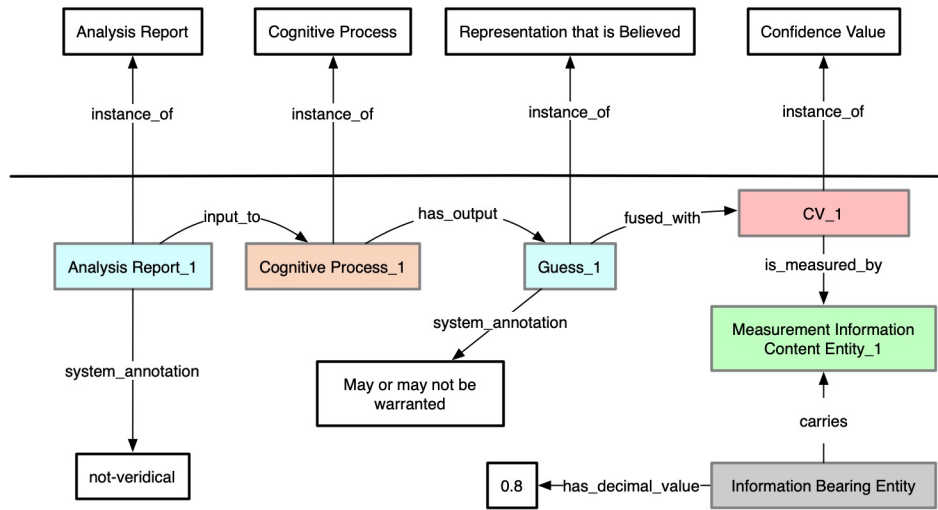 Analysis Report
Cognitive Process
Representation that is Believed
Confidence Value
instance_of
instance_of
instance_of
instance_of
input_to
has_output
fused_with
CV_1
Analysis Report_1
Cognitive Process_1
Guess_1
is_measured_by
system_annotation
Measurement Information
Content Entity_1
system_annotation
May or may not be
warranted
carries
not-veridical
0.8
has_decimal_value
Information Bearing Entity